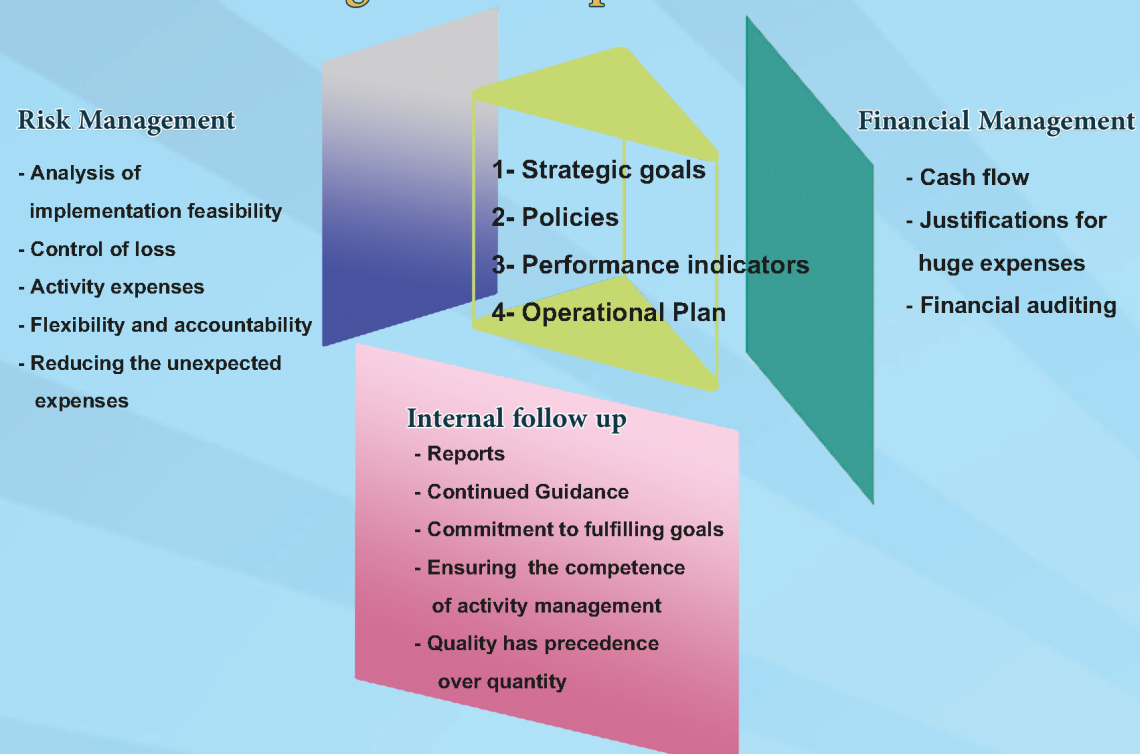 Risk Management
- Analysis of
implementation feasibility
- Control of loss
- Activity expenses
- Flexibility and accountability
- Reducing the unexpected
expenses
1- Strategic goals
2- Policies
3- Performance indicators
4- Operational Plan
Financial Management
- Cash flow
- Justifications for
huge expenses
- Financial auditing
Internal follow up
- Reports
- Continued Guidance
- Commitment to fulfilling goals
- Ensuring the competence
of activity management
- Quality has precedence
over quantity